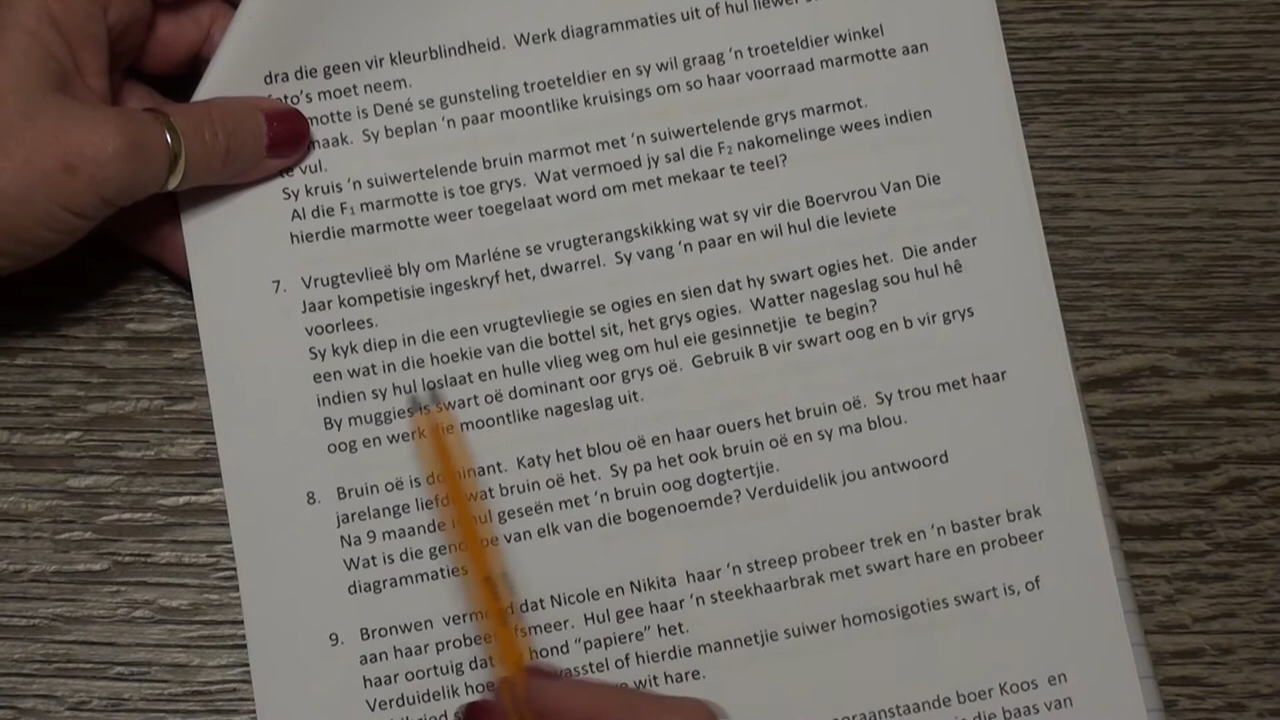 dra die geen vir kleurblindheid. Werk diagrammaties uit of hul liewer
foto's moet neem.
motte is Dené se gunsteling troeteldier en sy wil graag 'n troeteldier winkel
maak. Sy beplan 'n paar moontlike kruisings om so haar voorraad marmotte aan
te vul.
Sy kruis 'n suiwertelende bruin marmot met 'n suiwertelende grys marmot.
Al die F₁ marmotte is toe grys. Wat vermoed jy sal die F₂ nakomelinge wees indien
hierdie marmotte weer toegelaat word om met mekaar te teel?
7. Vrugtevlieë bly om Marléne se vrugterangskikking wat sy vir die Boervrou Van Die
Jaar kompetisie ingeskryf het, dwarrel. Sy vang 'n paar en wil hul die leviete
voorlees.
Sy kyk diep in die een vrugtevliegie se ogies en sien dat hy swart ogies het. Die ander
een wat in die hoekie van die bottel sit, het grys ogies. Watter nageslag sou hul hê
indien sy hul loslaat en hulle vlieg weg om hul eie gesinnetjie te begin?
By muggies is swart oë dominant oor grys oë. Gebruik B vir swart oog en b vir grys
oog en werk die moontlike nageslag uit.
8. Bruin oë is dominant. Katy het blou oë en haar ouers het bruin oë. Sy trou met haar
jarelange liefde wat bruin oë het. Sy pa het ook bruin oë en sy ma blou.
Na 9 maande is hul geseën met 'n bruin oog dogtertjie.
Wat is die genotipe van elk van die bogenoemde? Verduidelik jou antwoord
diagrammaties
9. Bronwen vermoed dat Nicole en Nikita haar 'n streep probeer trek en 'n baster brak
aan haar probeer afsmeer. Hul gee haar 'n steekhaarbrak met swart hare en probeer
haar oortuig dat hond "papiere" het.
Verduidelik hoe vasstel of hierdie mannetjie suiwer homosigoties swart is, of
wit hare.
boer Koos en
die baas van